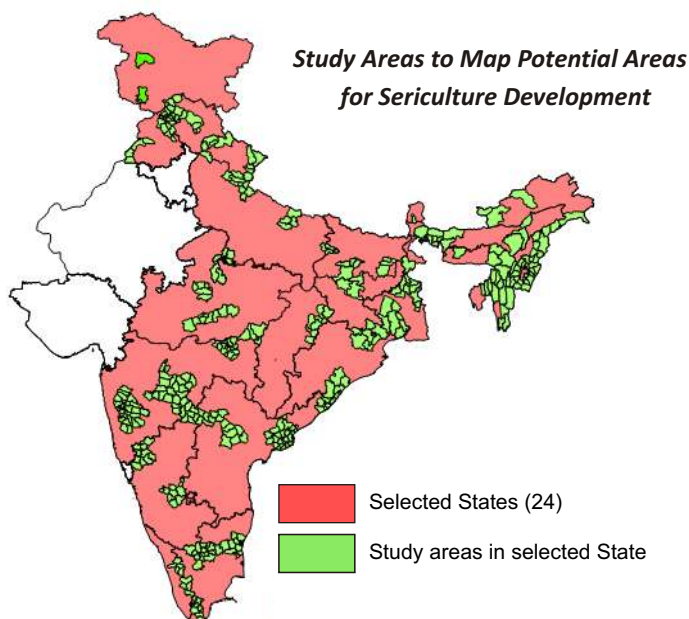 Study Areas to Map Potential Areas
for Sericulture Development
Selected States (24)
Study areas in selected State